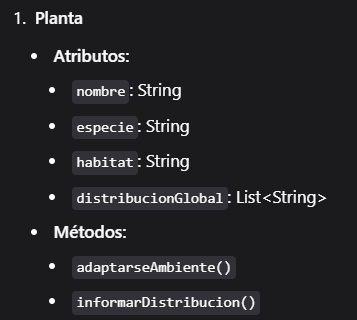 1. Planta
• Atributos:
• nombre: String
• especie: String
• habitat: String
• distribucionGlobal: List<String>
• Métodos:
• adaptarseAmbiente()
• informarDistribucion()